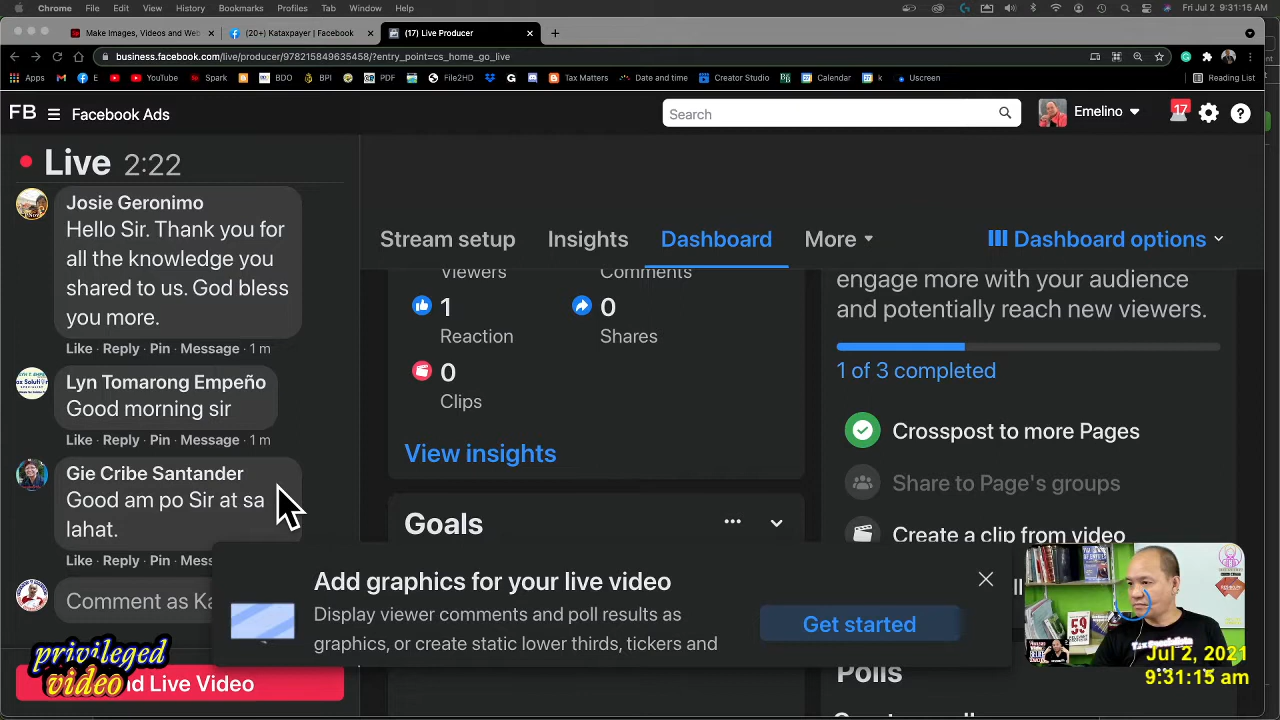 Chrome File Edit View History Bookmarks Profiles Tab Window Help
Fri Jul 2 9:31:15 AM
Make Images, Videos and Web
(20+) Kataxpayer | Facebook
(17) Live Producer
business.facebook.com/live/producer/978215849635458/?entry_point=cs_home_go_live
Apps
E
YouTube
Spark
BDO
BPI
PDF
File2HD
Tax Matters
Date and time
Creator Studio
Calendar
k
Uscreen
Reading List
FB
Facebook Ads
Search
Emelino
17
Live 2:22
Josie Geronimo
Hello Sir. Thank you for
all the knowledge you
shared to us. God bless
you more.
Like · Reply · Pin · Message · 1 m
Lyn Tomarong Empeño
Good morning sir
Like · Reply · Pin · Message · 1 m
Gie Cribe Santander
Good am po Sir at sa
lahat.
Like · Reply · Pin · Mess
Comment as Ka
privileged
video
nd Live Video
Stream setup
Insights
Dashboard
More
Dashboard options
Viewers
Comments
1
Reaction
0
Shares
0
Clips
View insights
Goals
engage more with your audience
and potentially reach new viewers.
1 of 3 completed
Crosspost to more Pages
Share to Page's groups
Create a clip from video
Add graphics for your live video
Display viewer comments and poll results as
graphics, or create static lower thirds, tickers and
Get started
Polls
59
Jul 2, 2021
9:31:15 am